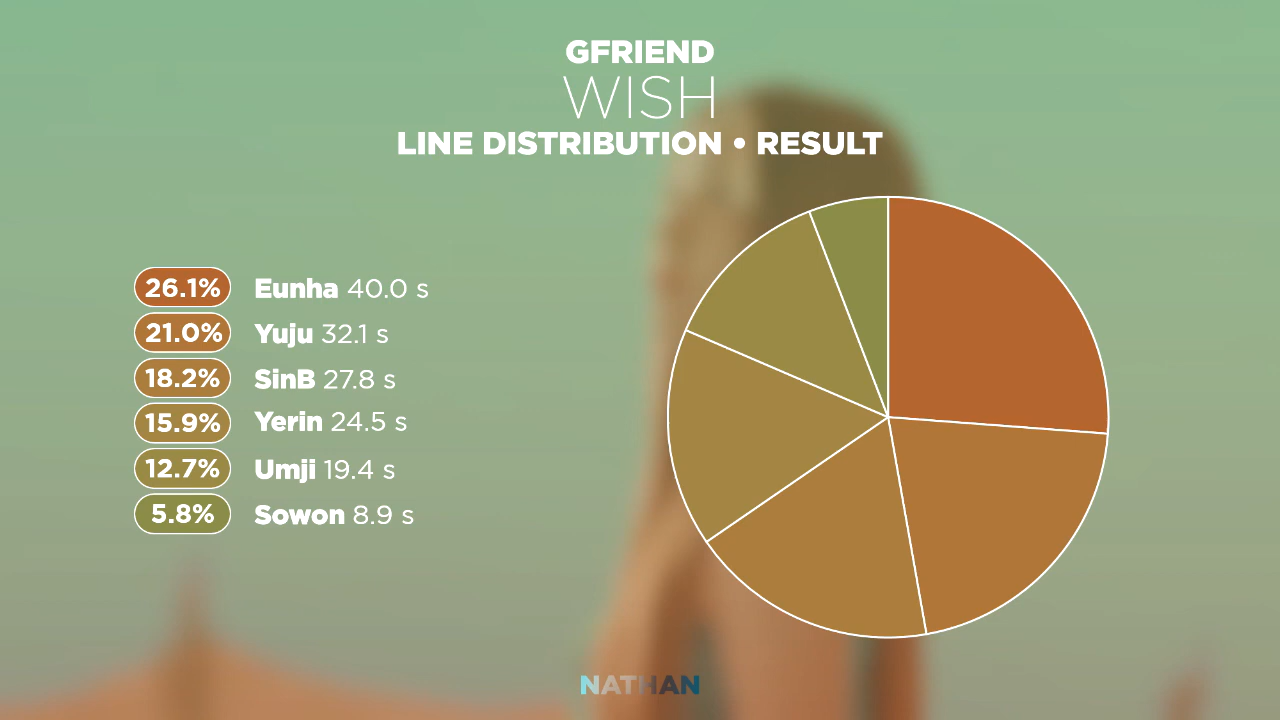 GFRIEND
WISH
LINE DISTRIBUTION • RESULT
26.1% Eunha 40.0 s
21.0% Yuju 32.1 s
18.2% SinB 27.8 s
15.9% Yerin 24.5 s
12.7% Umji 19.4 s
5.8% Sowon 8.9 s
NATHAN